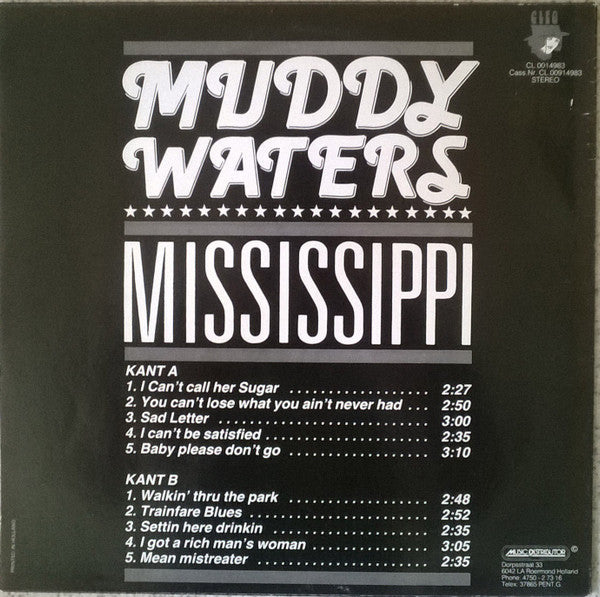 CLEO
CL 0014983
Cass.Nr. CL 00914983
STEREO
MUDDY
WATERS
MISSISSIPPI
KANT A
1. I Can't call her Sugar .................. 2:27
2. You can't lose what you ain't never had ... 2:50
3. Sad Letter ............................ 3:00
4. I can't be satisfied ..................... 2:35
5. Baby please don't go .................. 3:10
KANT B
1. Walkin' thru the park .................. 2:48
2. Trainfare Blues ........................ 2:52
3. Settin here drinkin ..................... 2:35
4. I got a rich man's woman ............... 3:05
5. Mean mistreater ....................... 2:35
PRINTED IN HOLLAND
MUSIC DISTRIBUTOR
Dorpsstraat 33
6042 LA Roermond Holland
Phone: 4750 - 2 73 16
Telex: 37865 PENT.G.